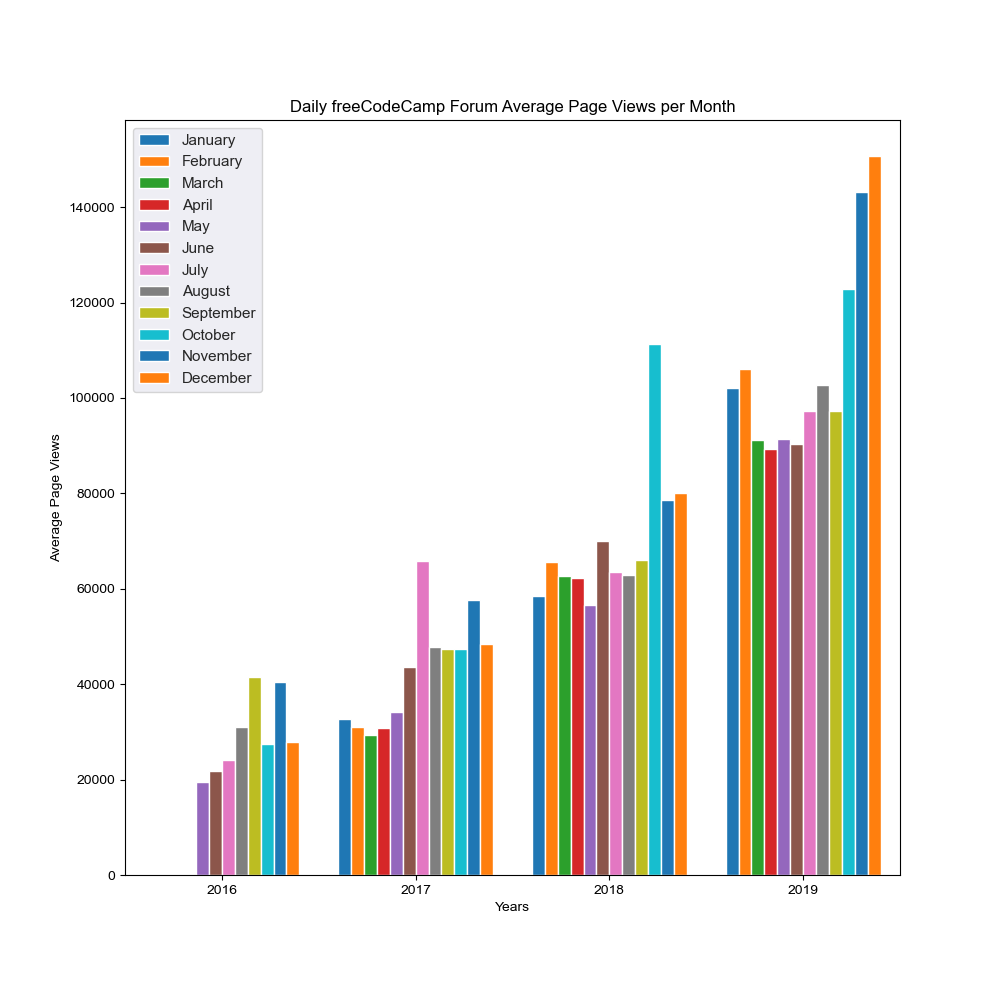 Daily freeCodeCamp Forum Average Page Views per Month
January
February
March
April
May
June
July
August
September
October
November
December
140000
120000
100000
80000
60000
40000
20000
0
Average Page Views
2016 2017 2018 2019
Years